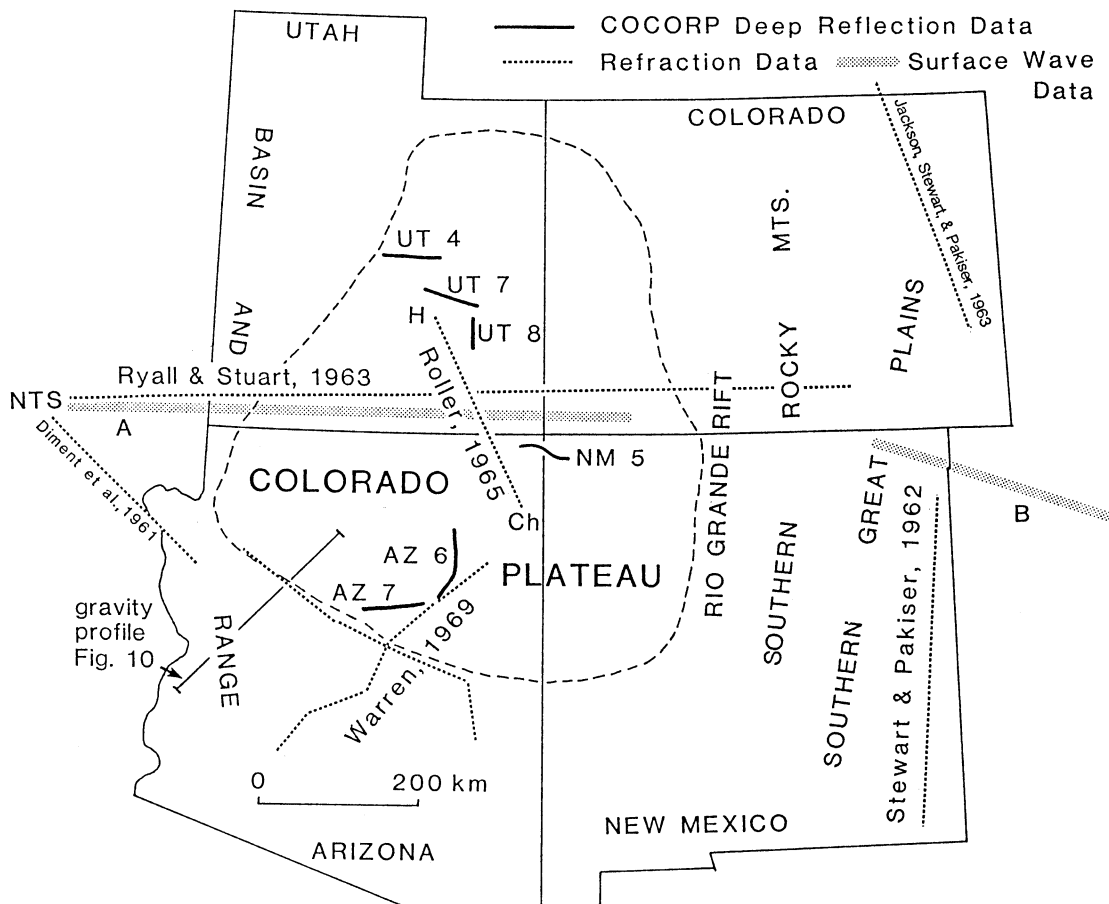 UTAH
COCORP Deep Reflection Data
Refraction Data
Surface Wave
Data
COLORADO
Jackson, Stewart, & Pakiser, 1963
BASIN
AND
RANGE
UT 4
UT 7
H
UT 8
ROCKY MTS.
PLAINS
Ryall & Stuart, 1963
NTS
A
Roller, 1965
Diment et al., 1961
COLORADO
PLATEAU
NM 5
Ch
RIO GRANDE RIFT
GREAT
B
AZ 6
AZ 7
gravity
profile
Fig. 10
Warren, 1969
SOUTHERN
SOUTHERN
Stewart & Pakiser, 1962
0 200 km
NEW MEXICO
ARIZONA